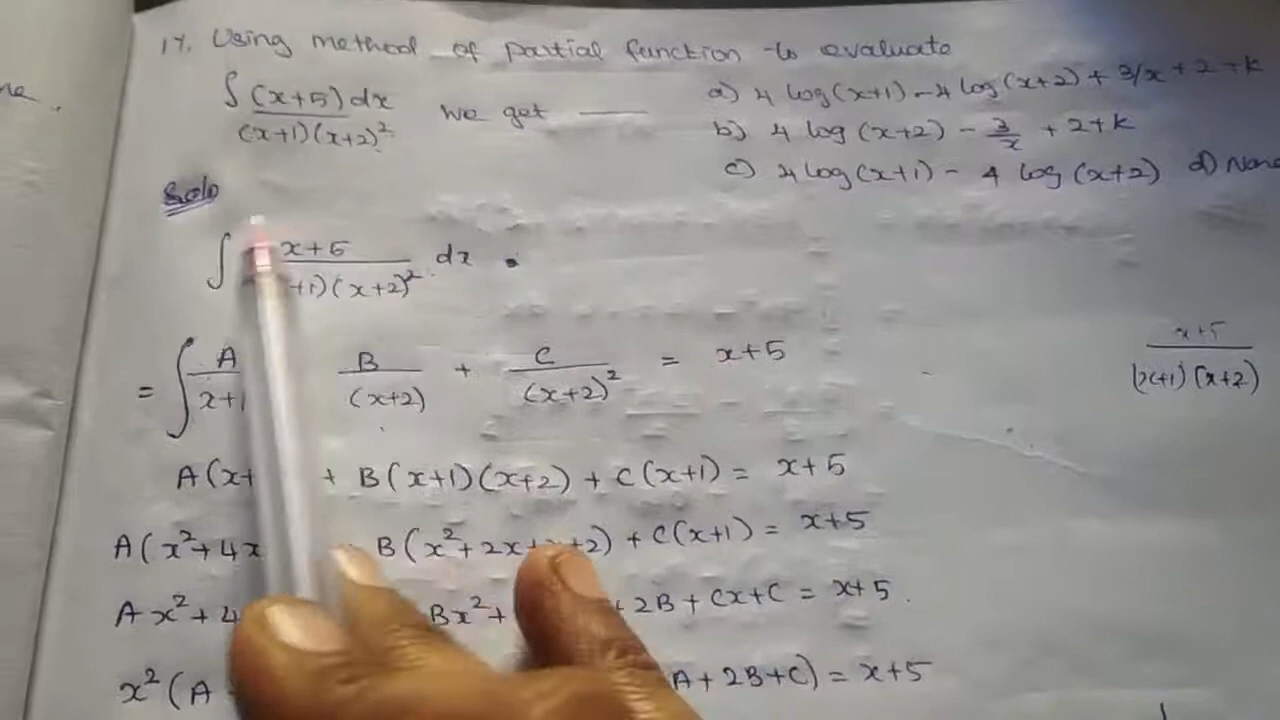 17. Using method of partial function to evaluate
∫ (x+5) dx / (x+1)(x+2)² we get ____
a) 4 log(x+1) - 4 log(x+2) + 3/x + 2 + k
b) 4 log (x+2) - 3/x + 2 + k
c) 4 log(x+1) - 4 log (x+2) d) None
Soln
∫ x+5 / +1)(x+2)² dx
= ∫ A/x+1 B/(x+2) + C/(x+2)² = x+5
x+5 / (x+1)(x+2)
A(x+ + B(x+1)(x+2) + C(x+1) = x+5
A(x²+4x B(x²+2x+ +2) + C(x+1) = x+5
Ax²+4 Bx²+ +2B + Cx+C = x+5.
x²(A A+2B+C) = x+5